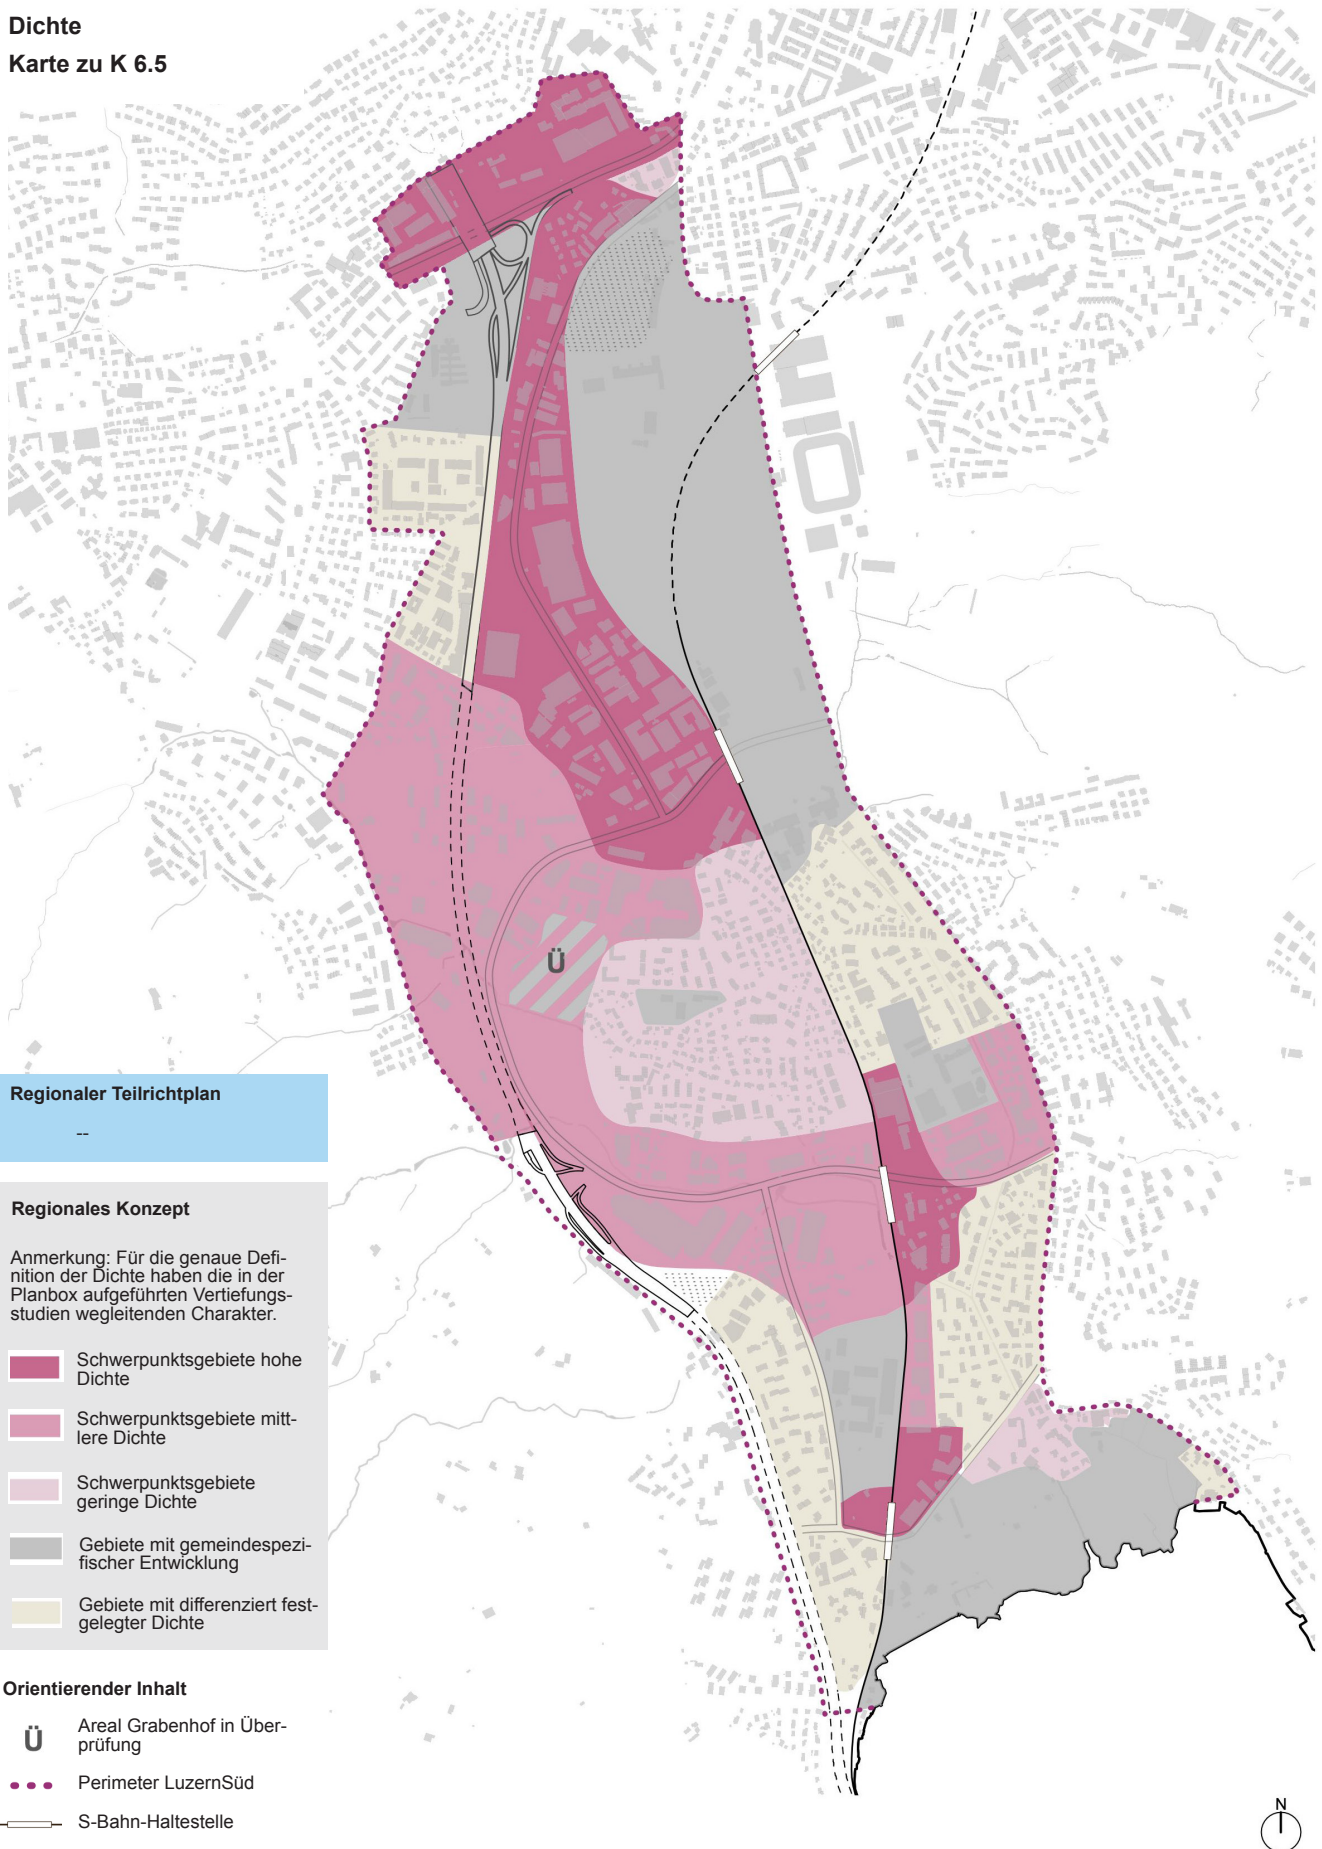 Dichte
Karte zu K 6.5
Ü
Regionaler Teilrichtplan
--
Regionales Konzept
Anmerkung: Für die genaue Defi-
nition der Dichte haben die in der
Planbox aufgeführten Vertiefungs-
studien wegleitenden Charakter.
Schwerpunktsgebiete hohe
Dichte
Schwerpunktsgebiete mitt-
lere Dichte
Schwerpunktsgebiete
geringe Dichte
Gebiete mit gemeindespezi-
fischer Entwicklung
Gebiete mit differenziert fest-
gelegter Dichte
Orientierender Inhalt
Ü
Areal Grabenhof in Über-
prüfung
Perimeter LuzernSüd
S-Bahn-Haltestelle
N